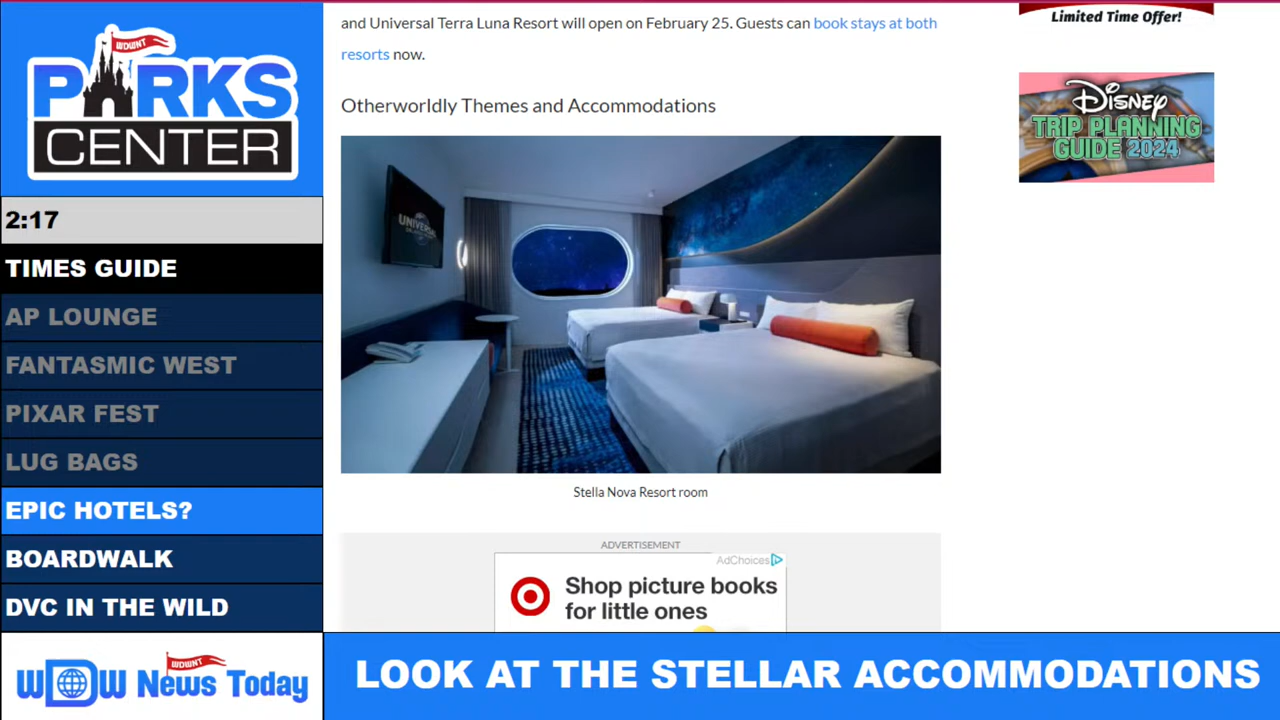 WDWNT
PARKS
CENTER
2:17
TIMES GUIDE
AP LOUNGE
FANTASMIC WEST
PIXAR FEST
LUG BAGS
EPIC HOTELS?
BOARDWALK
DVC IN THE WILD
WDWNT
WDW News Today
and Universal Terra Luna Resort will open on February 25. Guests can book stays at both
resorts now.
Otherworldly Themes and Accommodations
UNIVERSAL
Stella Nova Resort room
ADVERTISEMENT
AdChoices
Shop picture books
for little ones
Limited Time Offer!
Disney
TRIP PLANNING
GUIDE 2024
LOOK AT THE STELLAR ACCOMMODATIONS